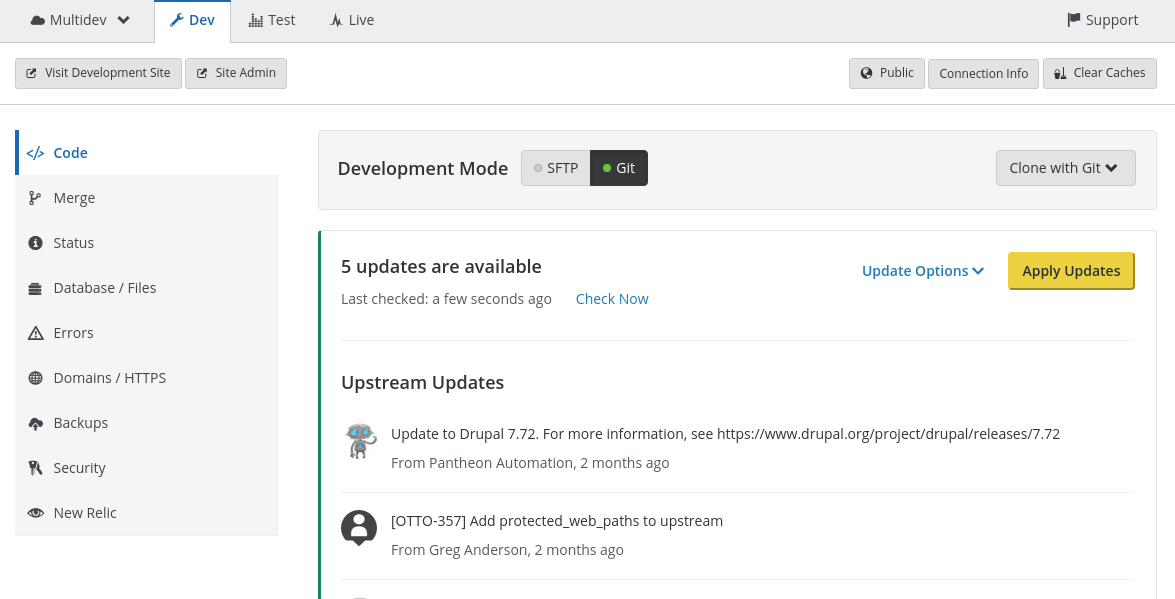 Multidev Dev Test Live Support
Visit Development Site Site Admin Public Connection Info Clear Caches
Code
Merge
Status
Database / Files
Errors
Domains / HTTPS
Backups
Security
New Relic
Development Mode SFTP Git Clone with Git
5 updates are available Update Options Apply Updates
Last checked: a few seconds ago Check Now
Upstream Updates
Update to Drupal 7.72. For more information, see https://www.drupal.org/project/drupal/releases/7.72
From Pantheon Automation, 2 months ago
[OTTO-357] Add protected_web_paths to upstream
From Greg Anderson, 2 months ago